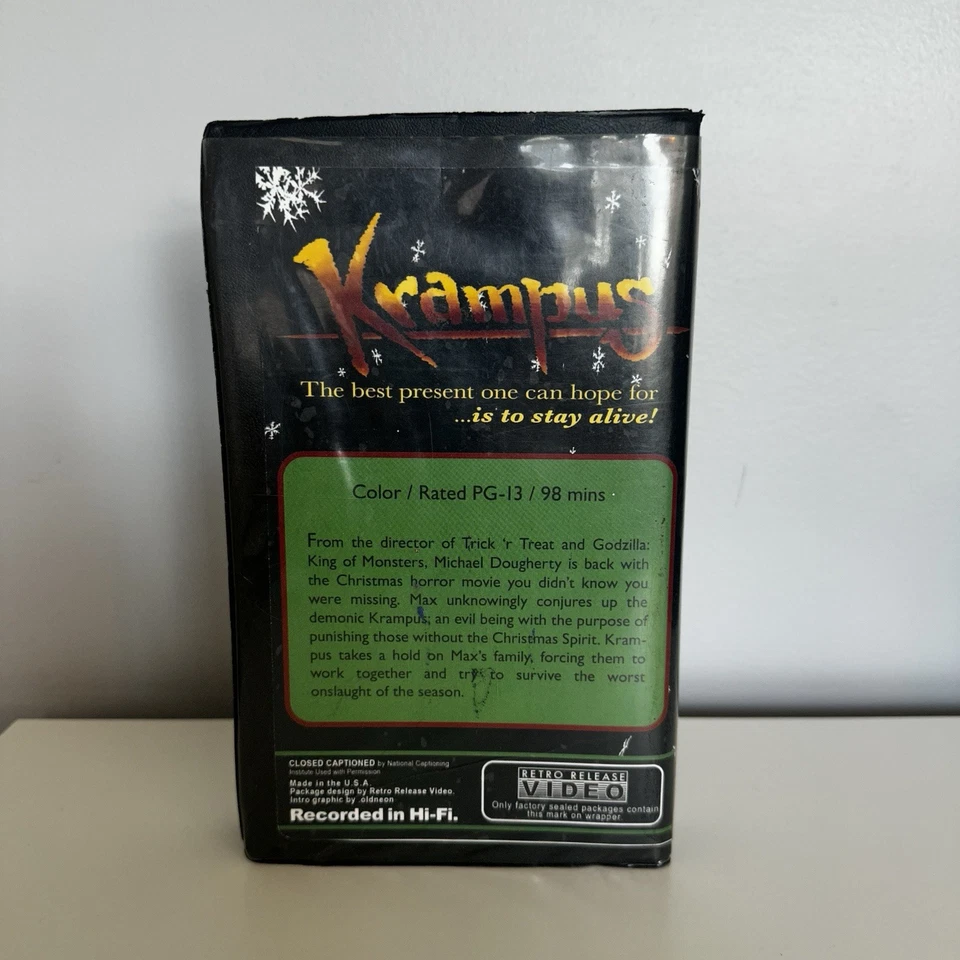 Krampus
The best present one can hope for
...is to stay alive!
Color / Rated PG-13 / 98 mins
From the director of Trick 'r Treat and Godzilla:
King of Monsters, Michael Dougherty is back with
the Christmas horror movie you didn't know you
were missing. Max unknowingly conjures up the
demonic Krampus; an evil being with the purpose of
punishing those without the Christmas Spirit. Kram-
pus takes a hold on Max's family, forcing them to
work together and try to survive the worst
onslaught of the season.
CLOSED CAPTIONED by National Captioning
Institute Used with Permission
Made in the U.S.A.
Package design by Retro Release Video.
Intro graphic by .oldneon
Recorded in Hi-Fi.
RETRO RELEASE
VIDEO
Only factory sealed packages contain
this mark on wrapper.